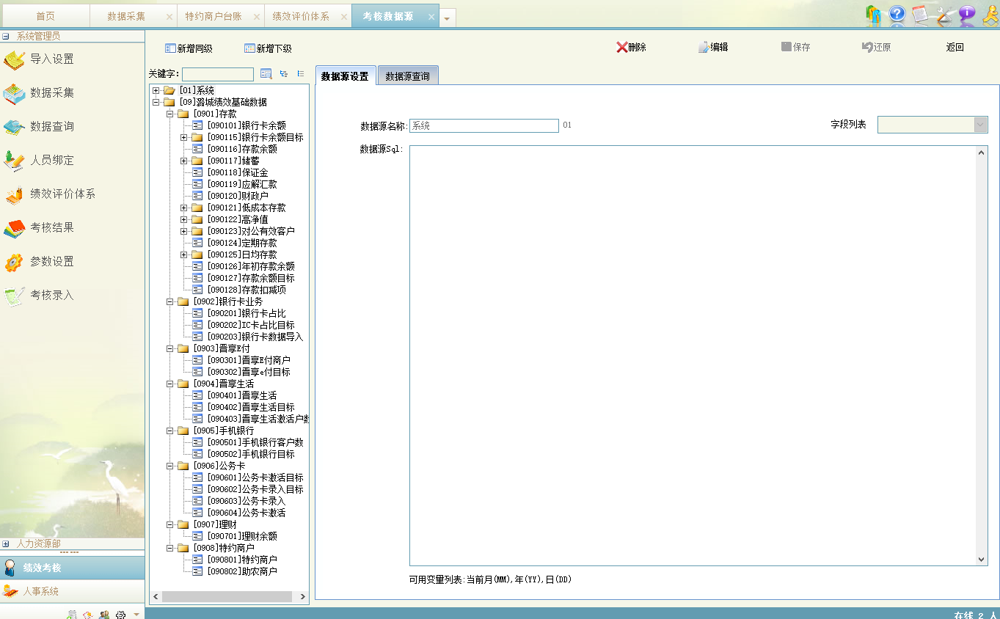 首页
数据采集
特约商户台账
绩效评价体系
考核数据源
系统管理员
导入设置
数据采集
数据查询
人员绑定
绩效评价体系
考核结果
参数设置
考核录入
人力资源部
绩效考核
人事系统
新增同级
新增下级
删除
编辑
保存
还原
返回
关键字:
[01]系统
[09]潞城绩效基础数据
[0901]存款
[090101]银行卡余额
[090115]银行卡余额目标
[090116]存款余额
[090117]储蓄
[090118]保证金
[090119]应解汇款
[090120]财政户
[090121]低成本存款
[090122]高净值
[090123]对公有效客户
[090124]定期存款
[090125]日均存款
[090126]年初存款余额
[090127]存款余额目标
[090128]存款扣减项
[0902]银行卡业务
[090201]银行卡占比
[090202]IC卡占比目标
[090203]银行卡数据导入
[0903]晋享E付
[090301]晋享E付商户
[090302]晋享e付目标
[0904]晋享生活
[090401]晋享生活
[090402]晋享生活目标
[090403]晋享生活激活户数
[0905]手机银行
[090501]手机银行客户数
[090502]手机银行目标
[0906]公务卡
[090601]公务卡激活目标
[090602]公务卡录入目标
[090603]公务卡录入
[090604]公务卡激活
[0907]理财
[090701]理财余额
[0908]特约商户
[090801]特约商户
[090802]助农商户
数据源设置
数据源查询
数据源名称:
系统
01
字段列表
数据源Sql:
可用变量列表:当前月(MM),年(YY),日(DD)
在线 2 人